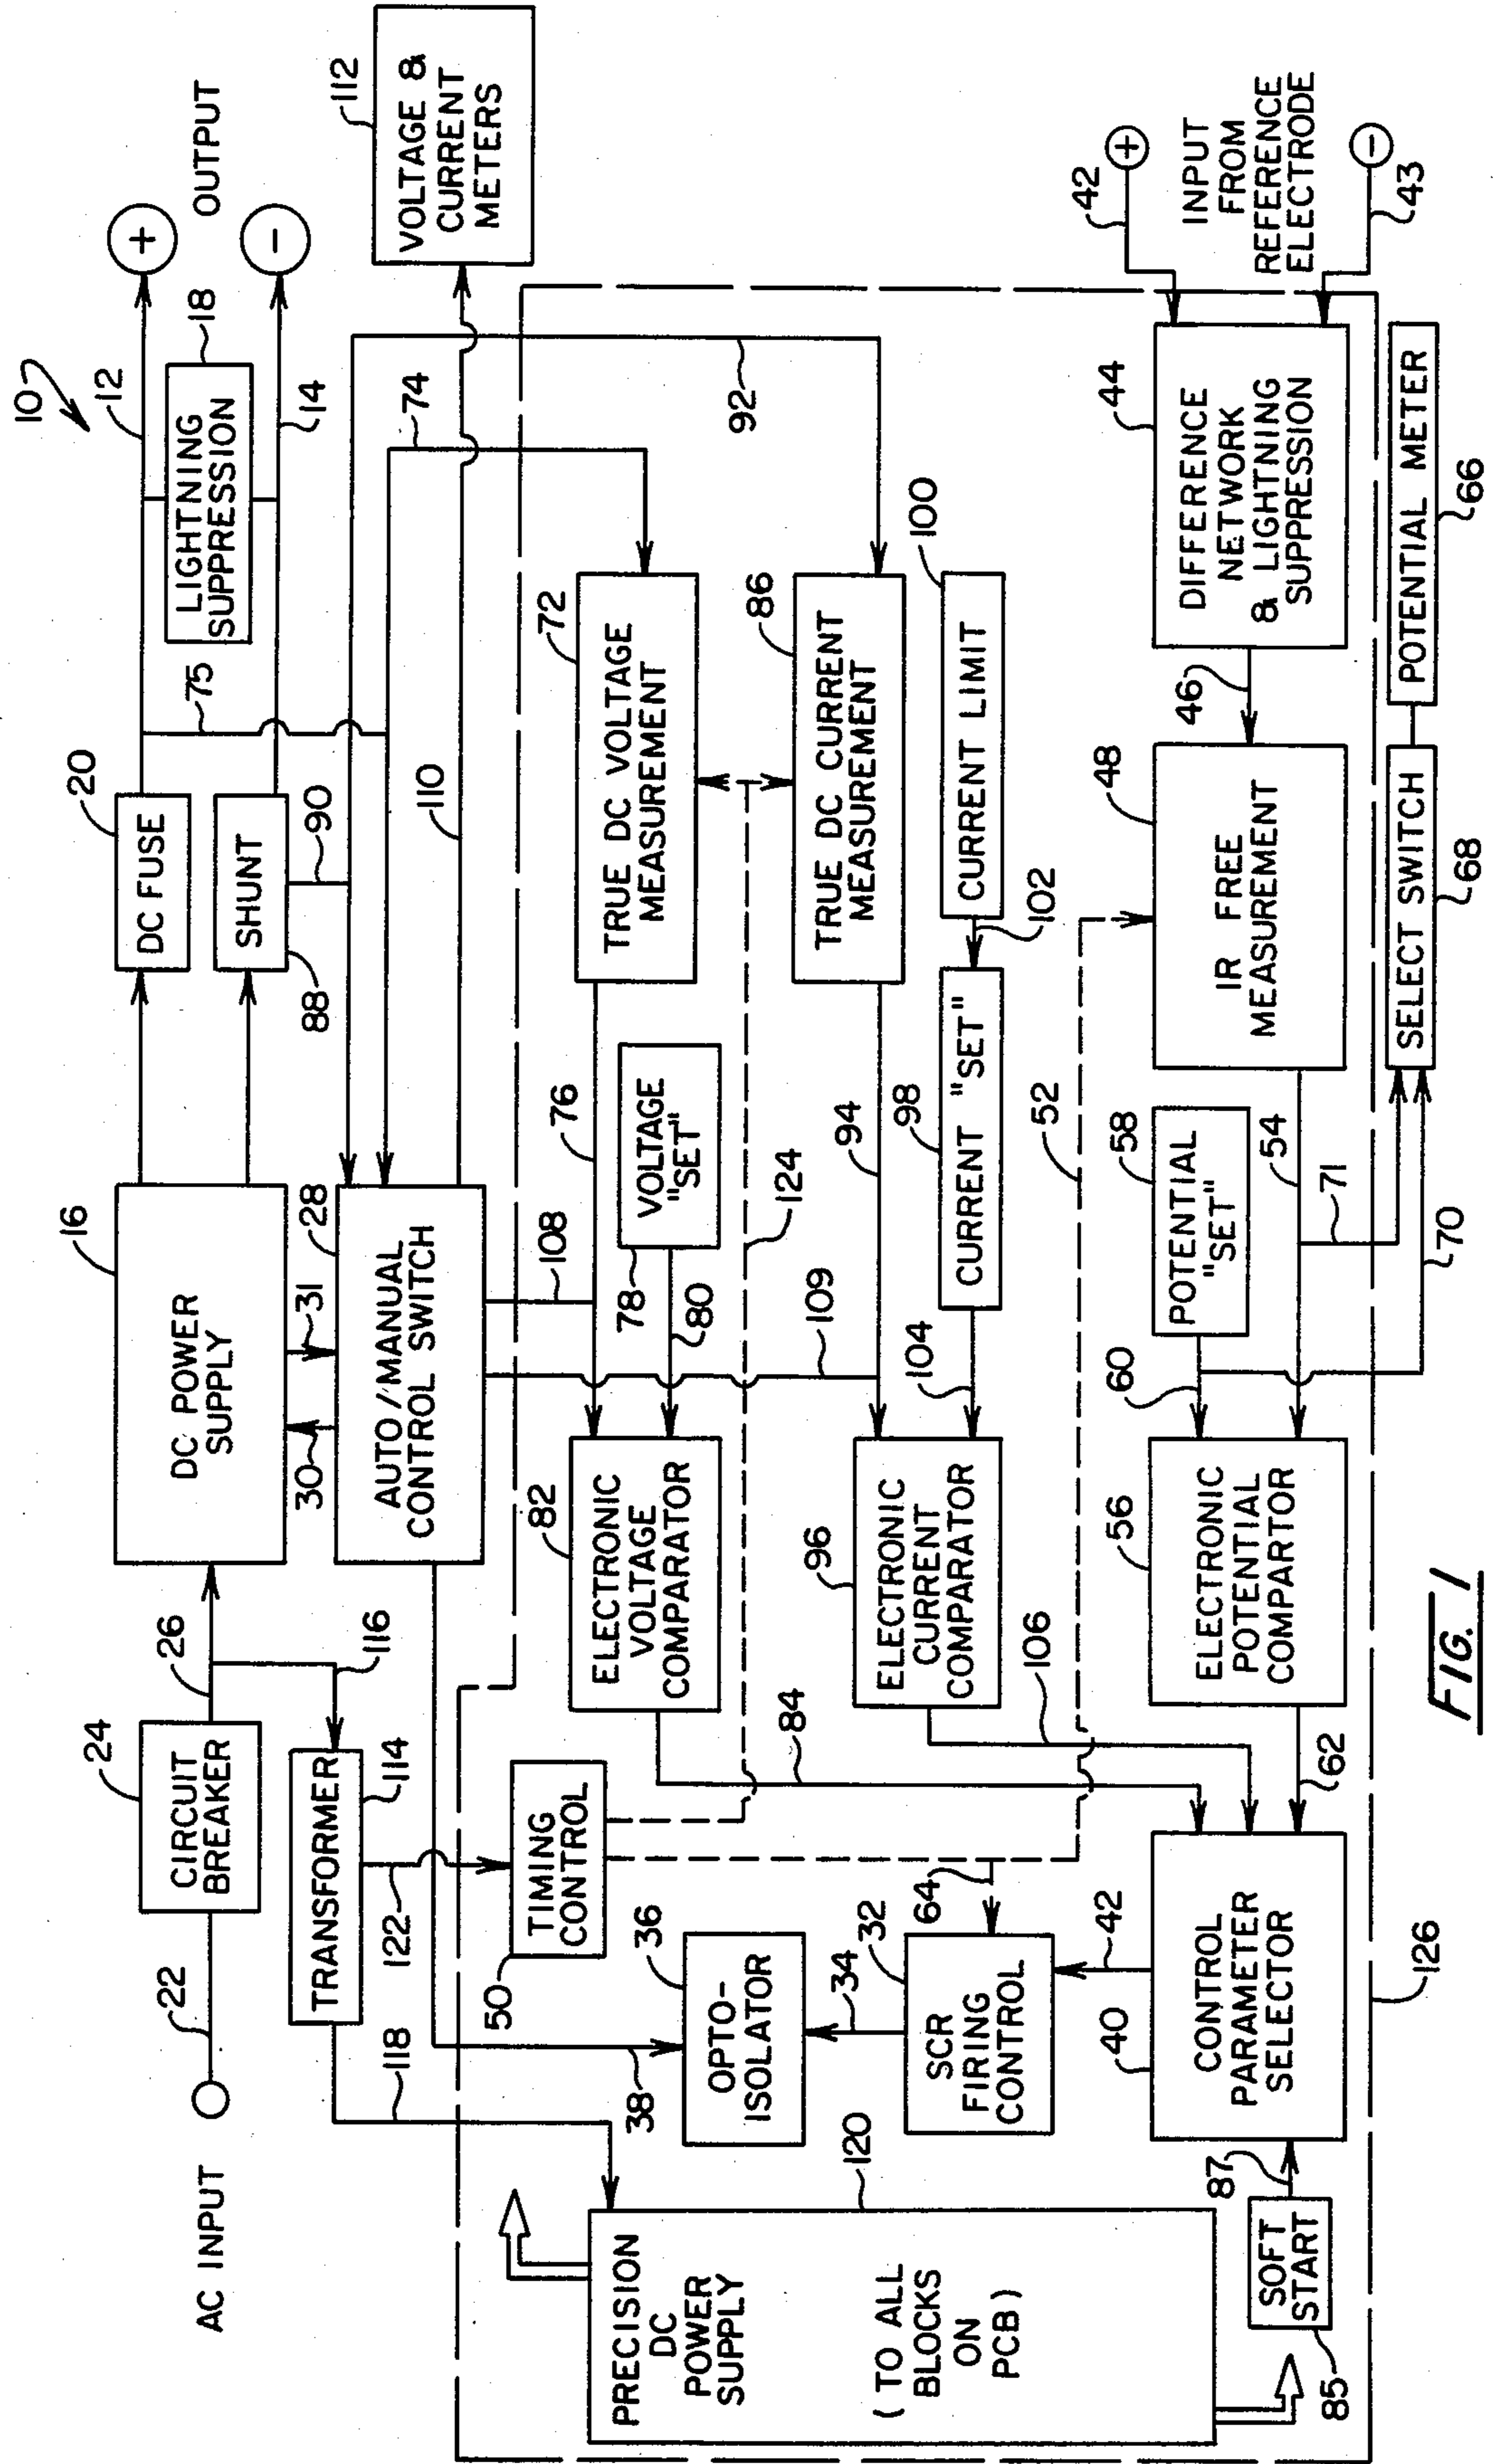 10
AC INPUT
22
24
CIRCUIT
BREAKER
26
16
DC POWER
SUPPLY
20
DC FUSE
75
12
LIGHTNING
SUPPRESSION
18
14
OUTPUT
+
-
SHUNT
88
90
116
TRANSFORMER
114
118
122
30
31
28
AUTO/MANUAL
CONTROL SWITCH
74
110
112
VOLTAGE &
CURRENT
METERS
92
PRECISION
DC
POWER
SUPPLY
(TO ALL
BLOCKS
ON
PCB)
120
38
50
TIMING
CONTROL
36
OPTO-
ISOLATOR
34
32
SCR
FIRING
CONTROL
64
42
82
ELECTRONIC
VOLTAGE
COMPARATOR
84
108
76
78
VOLTAGE
"SET"
80
72
TRUE DC VOLTAGE
MEASUREMENT
124
109
96
ELECTRONIC
CURRENT
COMPARATOR
106
94
86
TRUE DC CURRENT
MEASUREMENT
104
98
CURRENT "SET"
102
CURRENT LIMIT
100
52
85
SOFT
START
87
40
CONTROL
PARAMETER
SELECTOR
62
56
ELECTRONIC
POTENTIAL
COMPARTOR
60
58
POTENTIAL
"SET"
54
71
70
48
IR FREE
MEASUREMENT
46
44
DIFFERENCE
NETWORK
& LIGHTNING
SUPPRESSION
42
+
INPUT
FROM
REFERENCE
ELECTRODE
-
43
SELECT SWITCH
68
POTENTIAL METER
66
126
FIG. 1